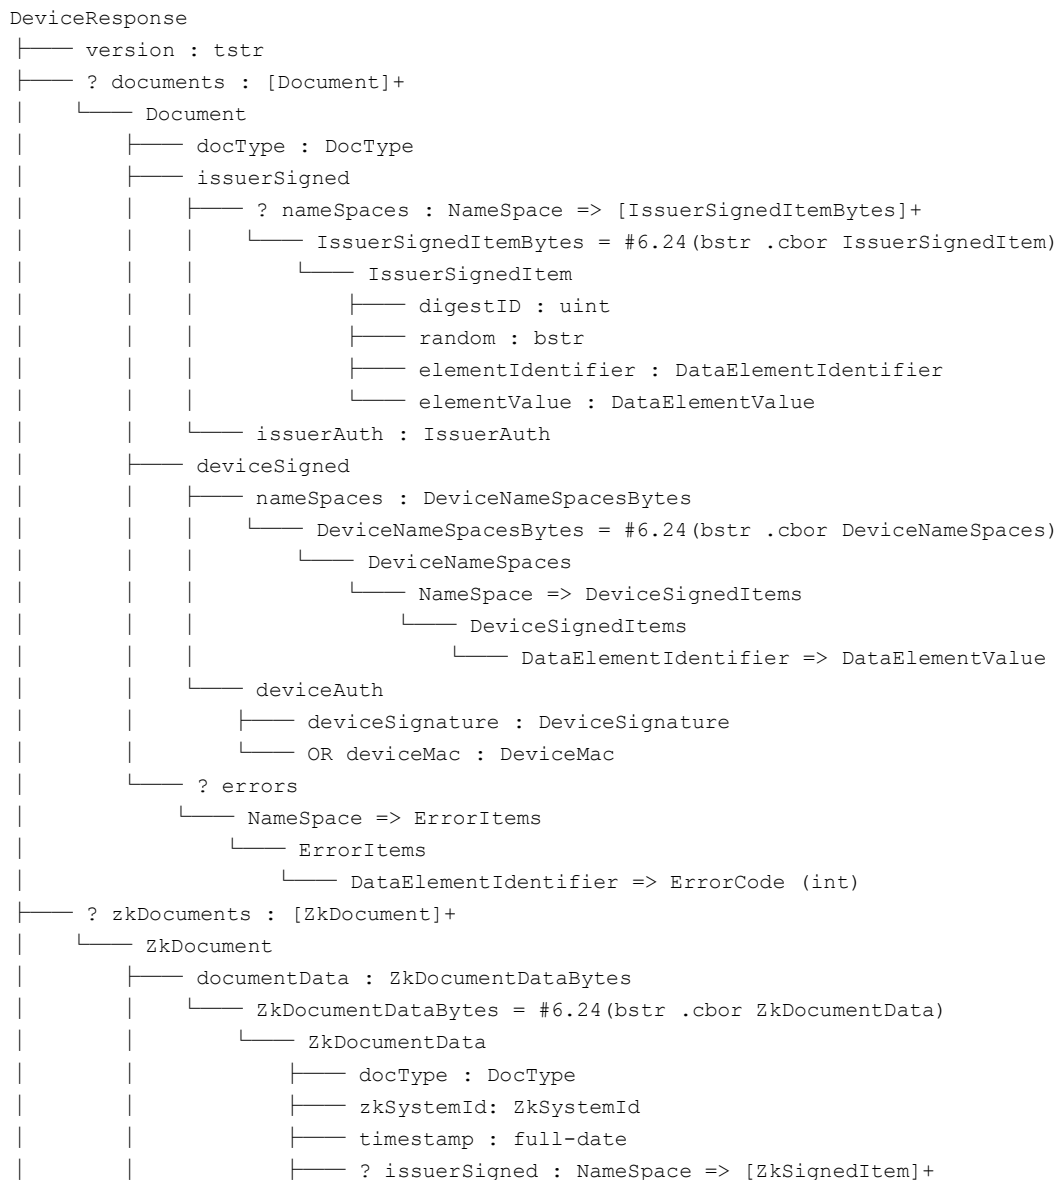 DeviceResponse
├─── version : tstr
├─── ? documents : [Document]+
│ └─── Document
│ ├─── docType : DocType
│ ├─── issuerSigned
│ │ ├─── ? nameSpaces : NameSpace => [IssuerSignedItemBytes]+
│ │ │ └─── IssuerSignedItemBytes = #6.24(bstr .cbor IssuerSignedItem)
│ │ │ └─── IssuerSignedItem
│ │ │ ├─── digestID : uint
│ │ │ ├─── random : bstr
│ │ │ ├─── elementIdentifier : DataElementIdentifier
│ │ │ └─── elementValue : DataElementValue
│ │ └─── issuerAuth : IssuerAuth
│ ├─── deviceSigned
│ │ ├─── nameSpaces : DeviceNameSpacesBytes
│ │ │ └─── DeviceNameSpacesBytes = #6.24(bstr .cbor DeviceNameSpaces)
│ │ │ └─── DeviceNameSpaces
│ │ │ └─── NameSpace => DeviceSignedItems
│ │ │ └─── DeviceSignedItems
│ │ │ └─── DataElementIdentifier => DataElementValue
│ │ └─── deviceAuth
│ │ ├─── deviceSignature : DeviceSignature
│ │ └─── OR deviceMac : DeviceMac
│ └─── ? errors
│ └─── NameSpace => ErrorItems
│ └─── ErrorItems
│ └─── DataElementIdentifier => ErrorCode (int)
├─── ? zkDocuments : [ZkDocument]+
│ └─── ZkDocument
│ ├─── documentData : ZkDocumentDataBytes
│ │ └─── ZkDocumentDataBytes = #6.24(bstr .cbor ZkDocumentData)
│ │ └─── ZkDocumentData
│ │ ├─── docType : DocType
│ │ ├─── zkSystemId: ZkSystemId
│ │ ├─── timestamp : full-date
│ │ ├─── ? issuerSigned : NameSpace => [ZkSignedItem]+